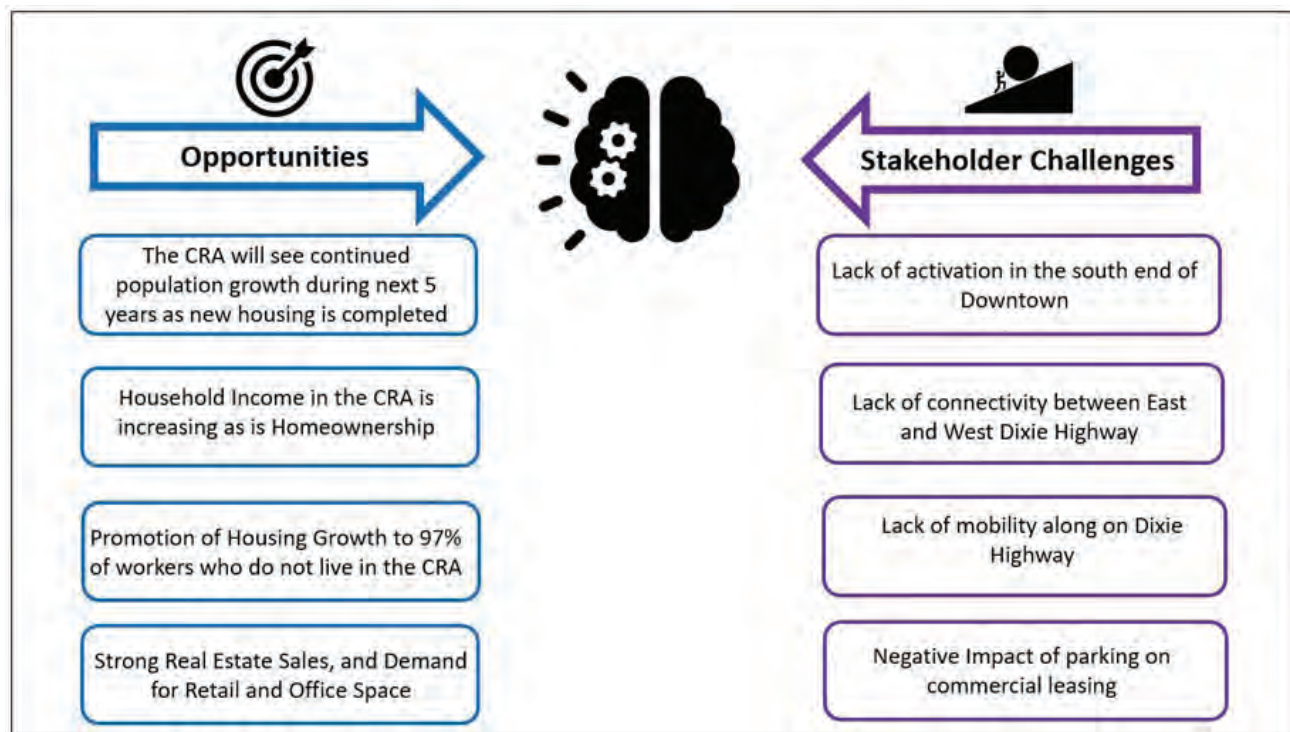 Opportunities
The CRA will see continued
population growth during next 5
years as new housing is completed
Household Income in the CRA is
increasing as is Homeownership
Promotion of Housing Growth to 97%
of workers who do not live in the CRA
Strong Real Estate Sales, and Demand
for Retail and Office Space
Stakeholder Challenges
Lack of activation in the south end of
Downtown
Lack of connectivity between East
and West Dixie Highway
Lack of mobility along on Dixie
Highway
Negative Impact of parking on
commercial leasing